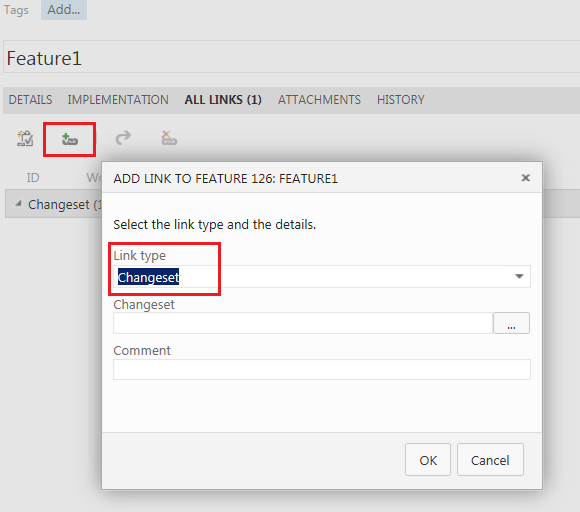 Tags Add...
Feature1
DETAILS IMPLEMENTATION ALL LINKS (1) ATTACHMENTS HISTORY
ID
ADD LINK TO FEATURE 126: FEATURE1
Changeset (1
Select the link type and the details.
Link type
Changeset
Changeset
...
Comment
OK Cancel